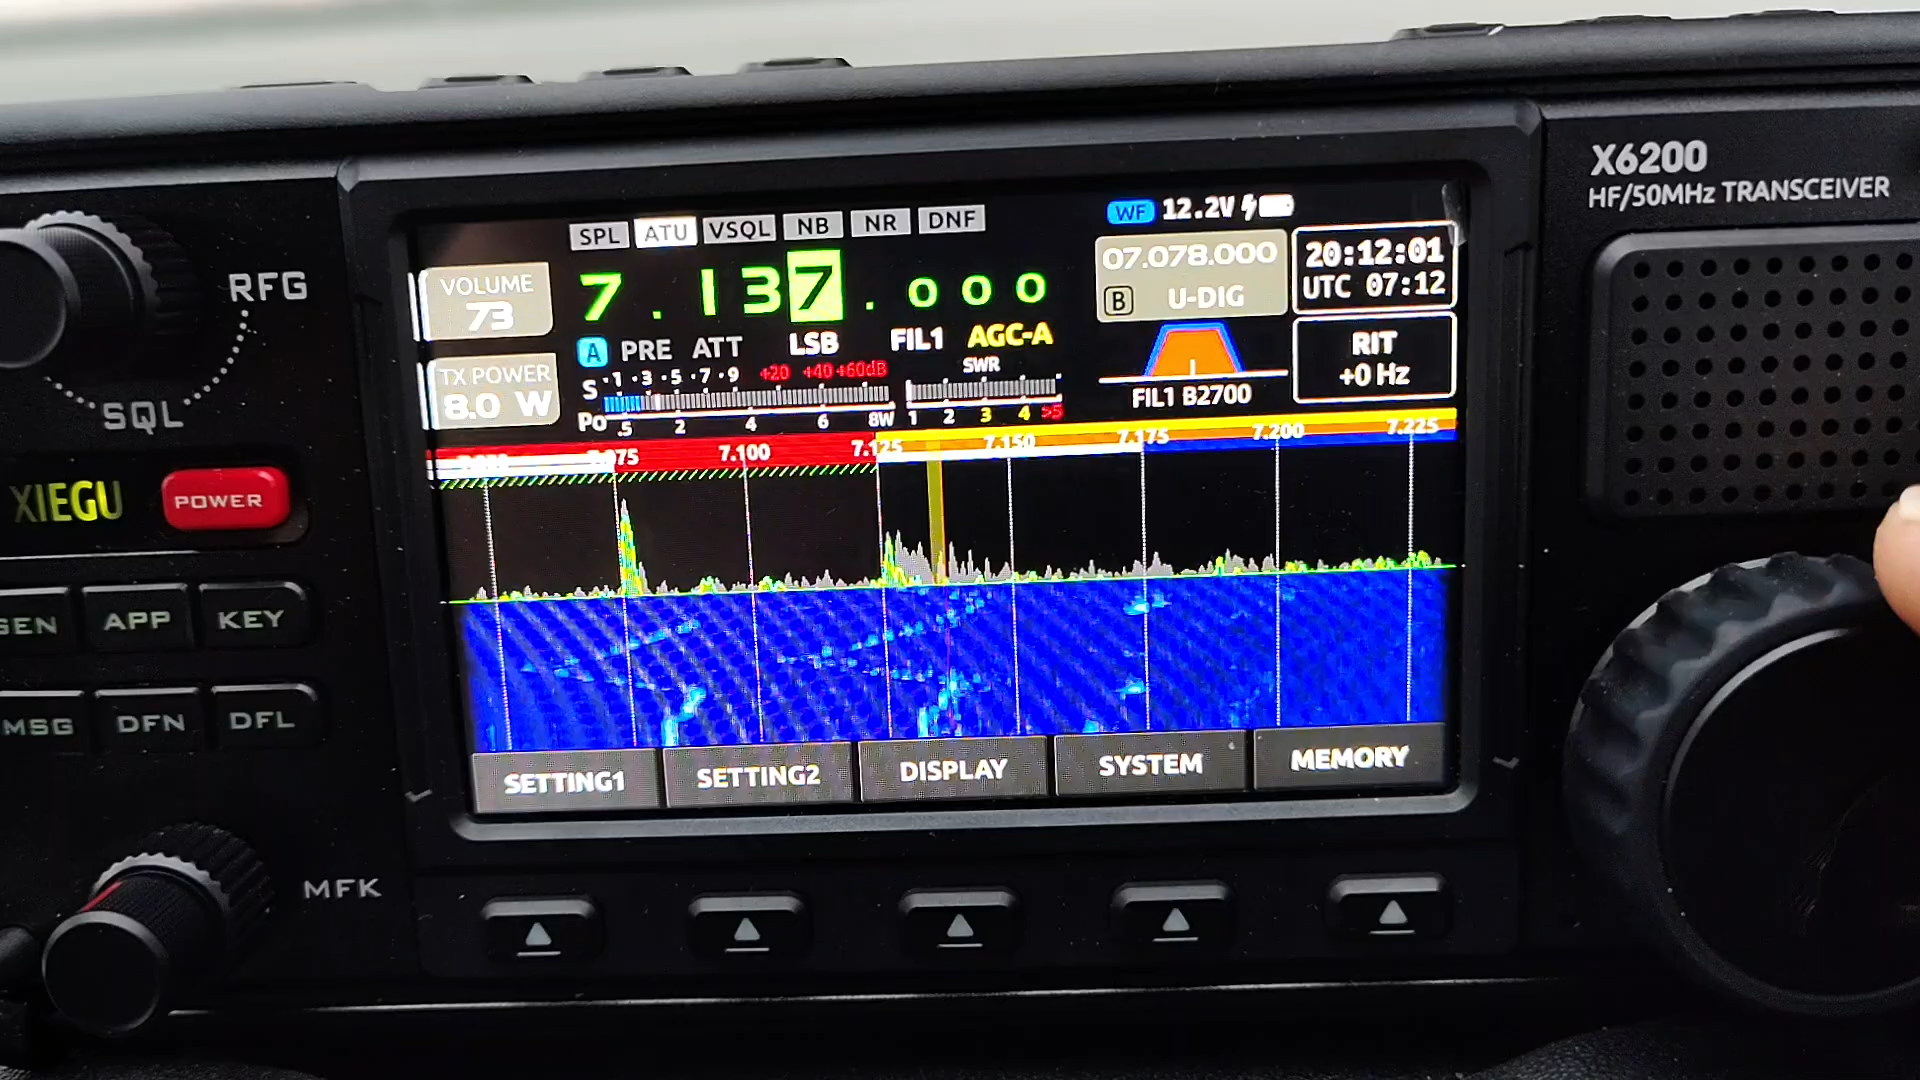 X6200
HF/50MHz TRANSCEIVER
RFG
SQL
XIEGU
POWER
APP
KEY
MSG
DFN
DFL
MFK
SPL ATU VSQL NB NR DNF
WF 12.2V
VOLUME
73
7.137.000
07.078.000
B U-DIG
20:12:01
UTC 07:12
A PRE ATT LSB FIL1 AGC-A
TX POWER
8.0 W
S ·1 ·3 ·5 ·7 ·9 +20 +40 +60dB
SWR
Po .5 2 4 6 8W
1 2 3 4 >5
FIL1 B2700
RIT
+0 Hz
7.100 7.125 7.150 7.175 7.200 7.225
SETTING1 SETTING2 DISPLAY SYSTEM MEMORY